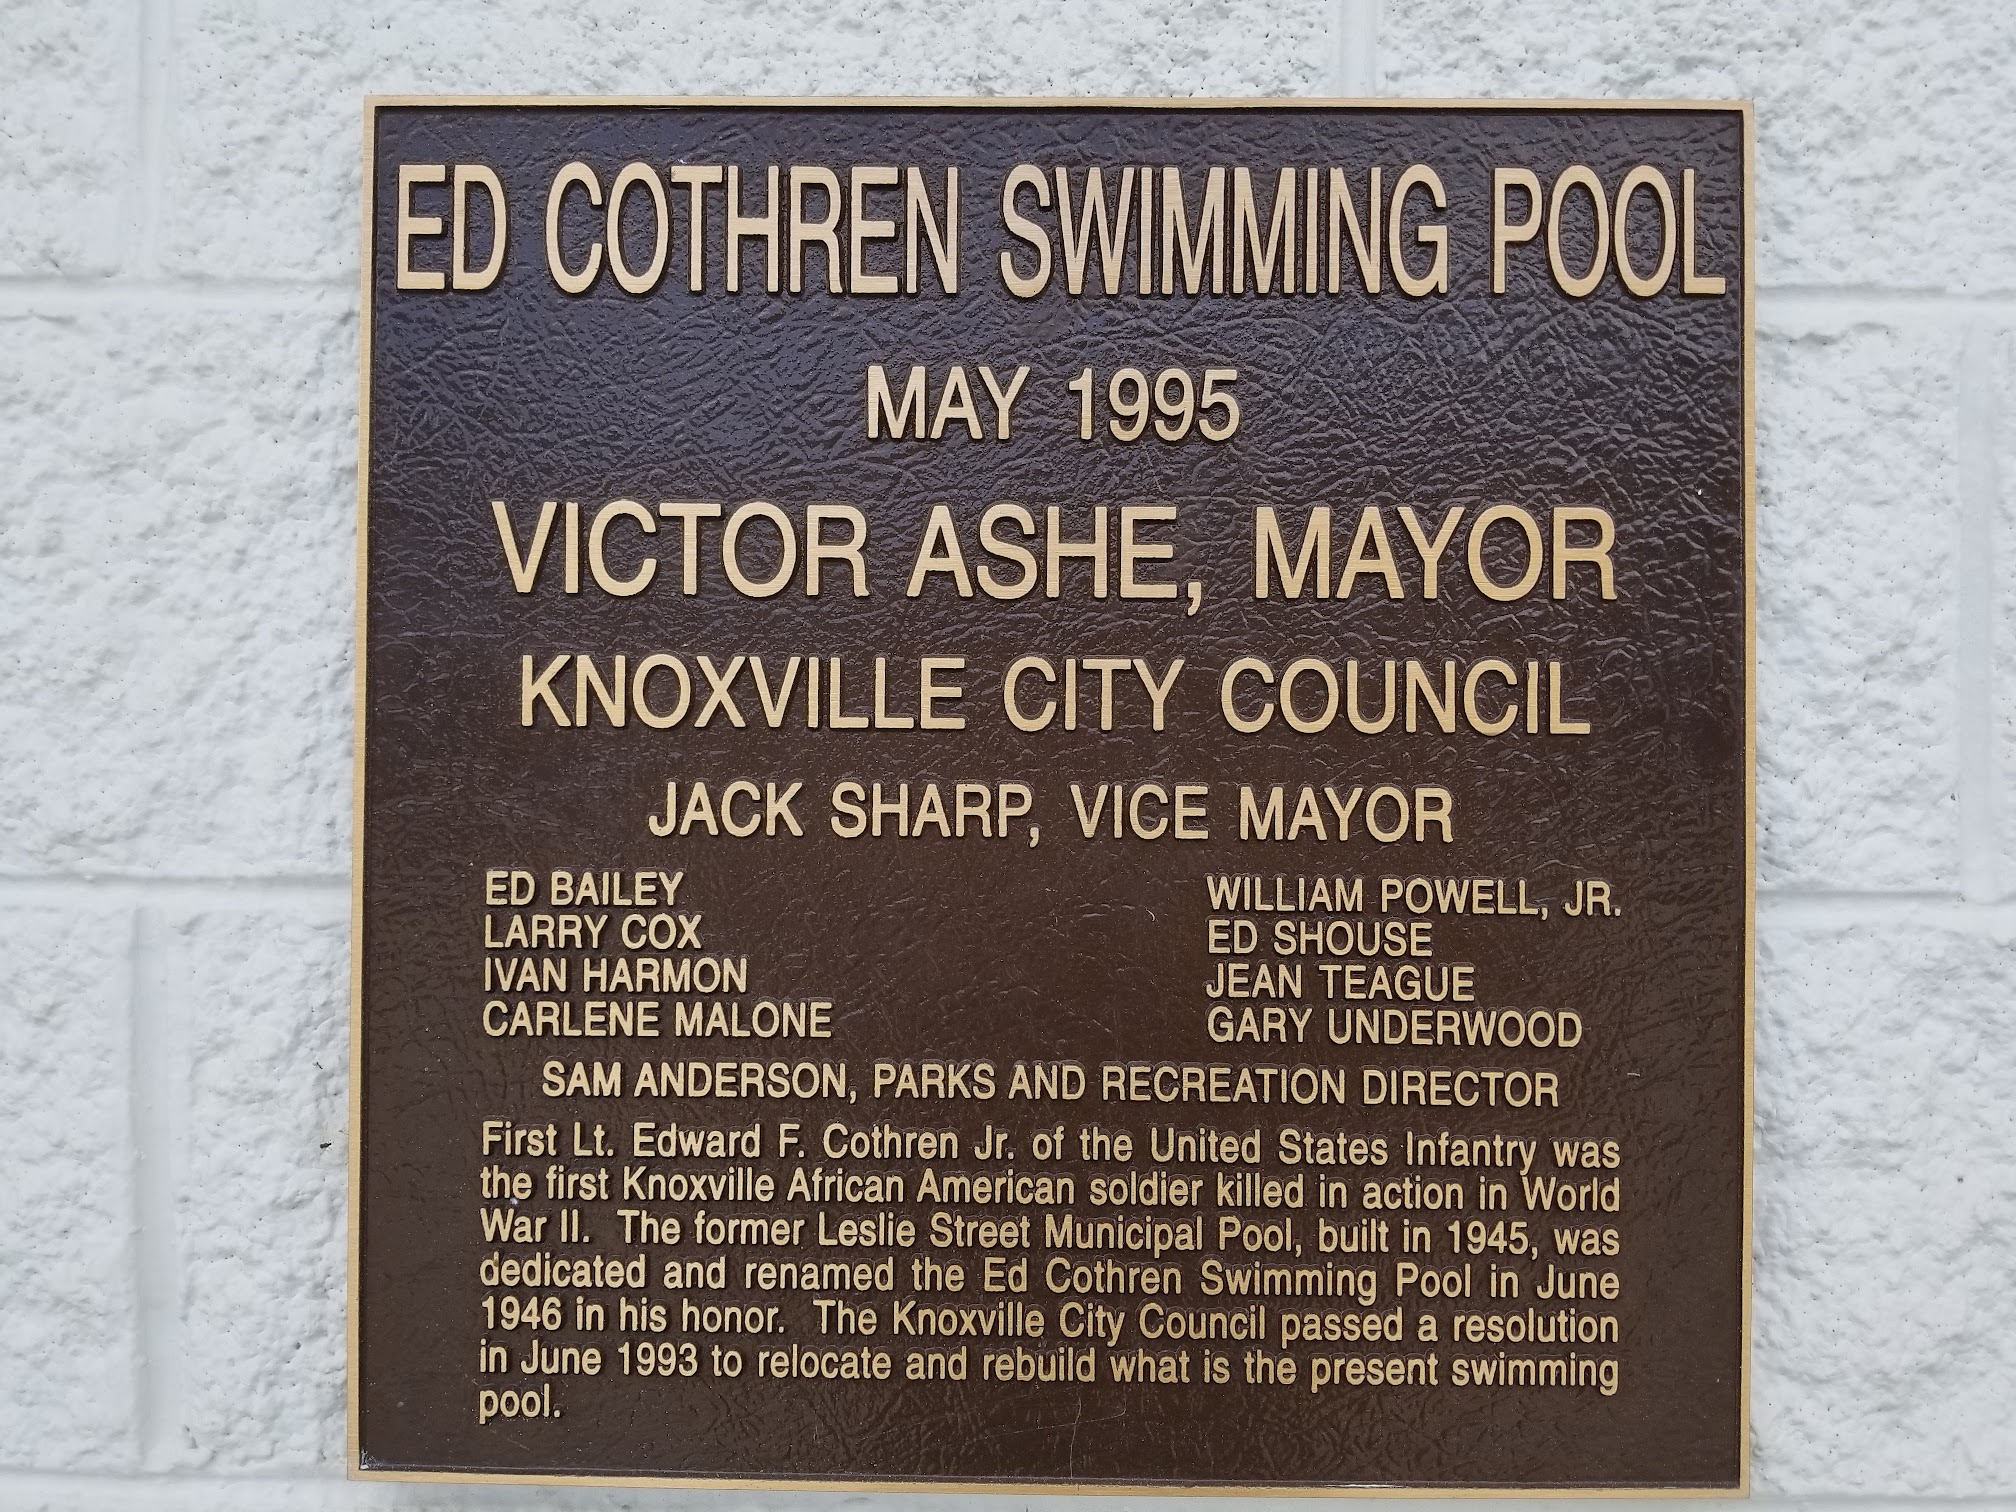 ED COTHREN SWIMMING POOL
MAY 1995
VICTOR ASHE, MAYOR
KNOXVILLE CITY COUNCIL
JACK SHARP, VICE MAYOR
ED BAILEY
LARRY COX
IVAN HARMON
CARLENE MALONE
WILLIAM POWELL, JR.
ED SHOUSE
JEAN TEAGUE
GARY UNDERWOOD
SAM ANDERSON, PARKS AND RECREATION DIRECTOR
First Lt. Edward F. Cothren Jr. of the United States Infantry was
the first Knoxville African American soldier killed in action in World
War II. The former Leslie Street Municipal Pool, built in 1945, was
dedicated and renamed the Ed Cothren Swimming Pool in June
1946 in his honor. The Knoxville City Council passed a resolution
in June 1993 to relocate and rebuild what is the present swimming
pool.